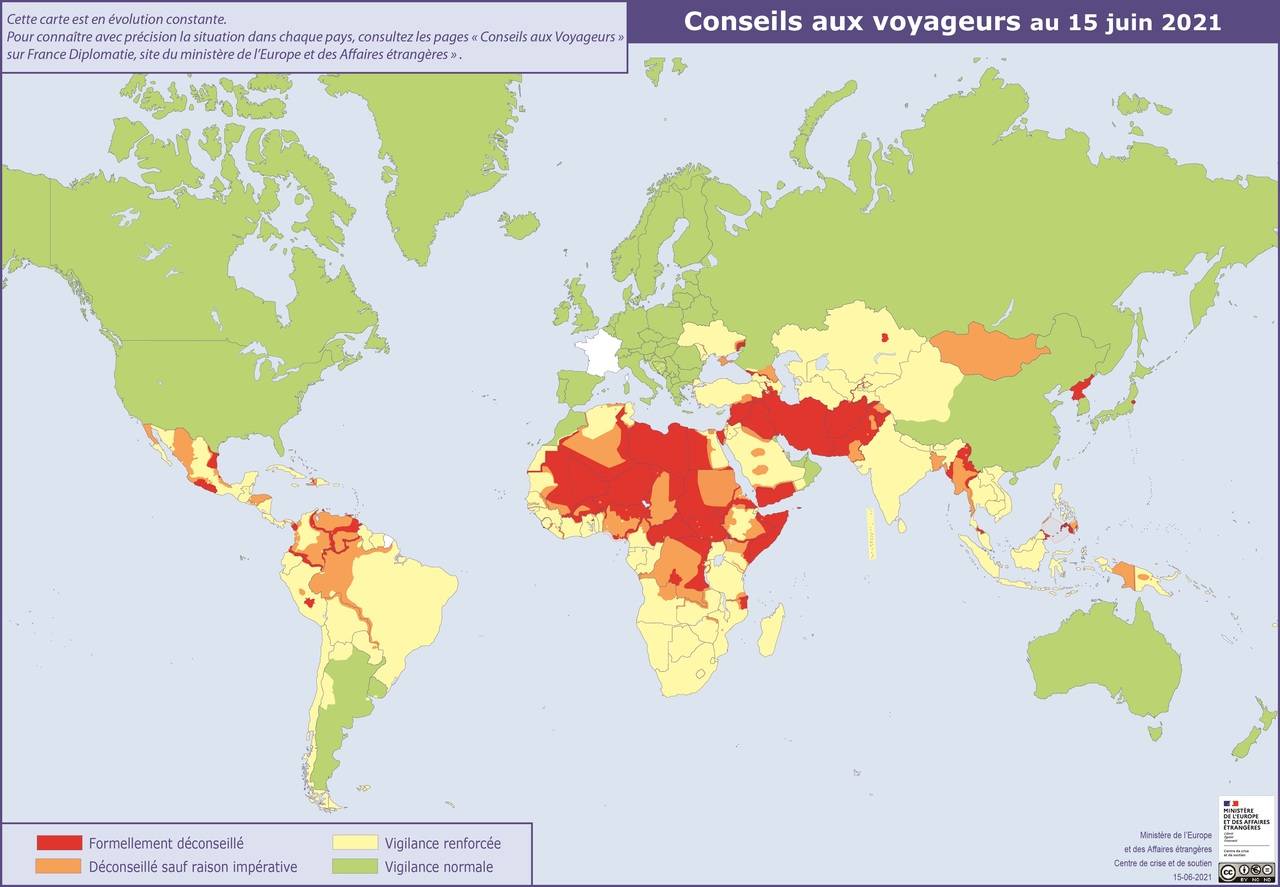 Cette carte est en évolution constante.
Pour connaître avec précision la situation dans chaque pays, consultez les pages « Conseils aux Voyageurs »
sur France Diplomatie, site du ministère de l'Europe et des Affaires étrangères » .
Conseils aux voyageurs au 15 juin 2021
Formellement déconseillé
Déconseillé sauf raison impérative
Vigilance renforcée
Vigilance normale
Ministère de l'Europe
et des Affaires étrangères
Centre de crise et de soutien
15-06-2021
MINISTÈRE
DE L'EUROPE
ET DES AFFAIRES
ÉTRANGÈRES
Liberté
Égalité
Fraternité
Centre de crise
et de soutien
CC
BY NC ND